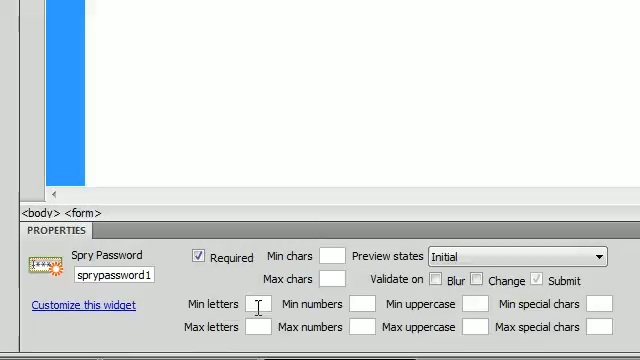 <body> <form>
PROPERTIES
Spry Password
sprypassword1
Customize this widget
Required
Min chars
Preview states
Initial
Max chars
Validate on
Blur
Change
Submit
Min letters
Min numbers
Min uppercase
Min special chars
Max letters
Max numbers
Max uppercase
Max special chars